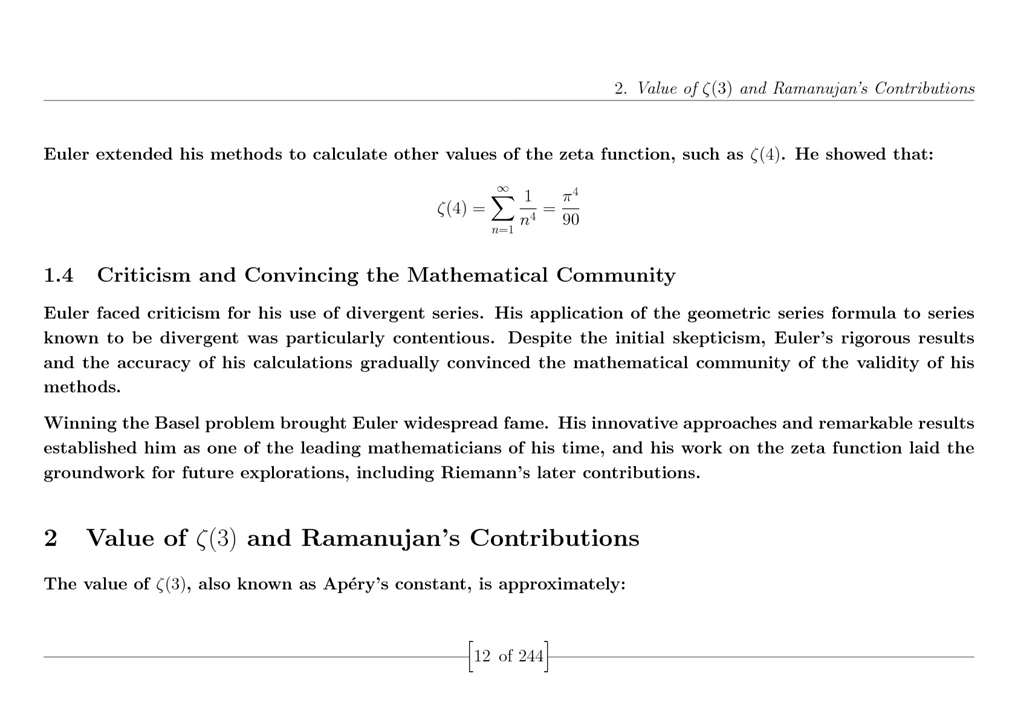 2. Value of ζ(3) and Ramanujan's Contributions
Euler extended his methods to calculate other values of the zeta function, such as ζ(4). He showed that:
ζ(4) = ∑_{n=1}^{∞} 1/n^4 = π^4/90
1.4 Criticism and Convincing the Mathematical Community
Euler faced criticism for his use of divergent series. His application of the geometric series formula to series
known to be divergent was particularly contentious. Despite the initial skepticism, Euler's rigorous results
and the accuracy of his calculations gradually convinced the mathematical community of the validity of his
methods.
Winning the Basel problem brought Euler widespread fame. His innovative approaches and remarkable results
established him as one of the leading mathematicians of his time, and his work on the zeta function laid the
groundwork for future explorations, including Riemann's later contributions.
2 Value of ζ(3) and Ramanujan's Contributions
The value of ζ(3), also known as Apéry's constant, is approximately:
[12 of 244]